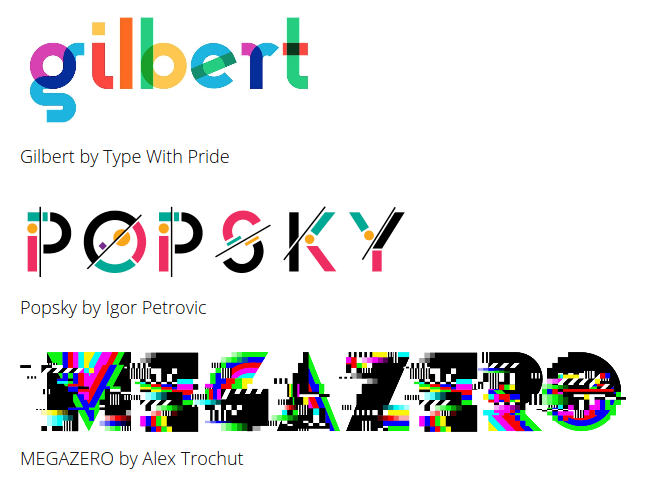 gilbert
Gilbert by Type With Pride
POPSKY
Popsky by Igor Petrovic
MEGAZERO
MEGAZERO by Alex Trochut